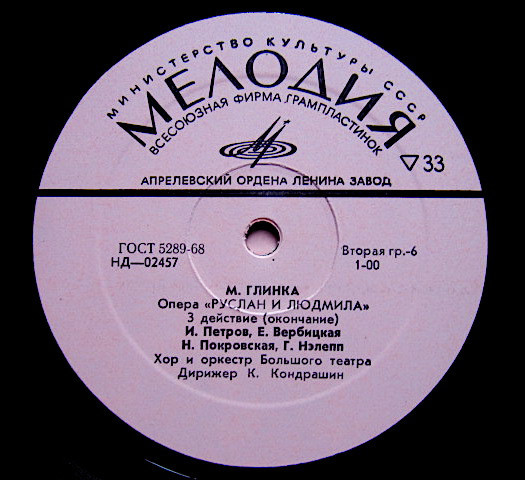 МИНИСТЕРСТВО КУЛЬТУРЫ СССР
МЕЛОДИЯ
ВСЕСОЮЗНАЯ ФИРМА ГРАМПЛАСТИНОК
33
АПРЕЛЕВСКИЙ ОРДЕНА ЛЕНИНА ЗАВОД
ГОСТ 5289-68
НД—02457
Вторая гр.-6
1-00
М. ГЛИНКА
Опера «РУСЛАН И ЛЮДМИЛА»
3 действие (окончание)
И. Петров, Е. Вербицкая
Н. Покровская, Г. Нэлепп
Хор и оркестр Большого театра
Дирижер К. Кондрашин